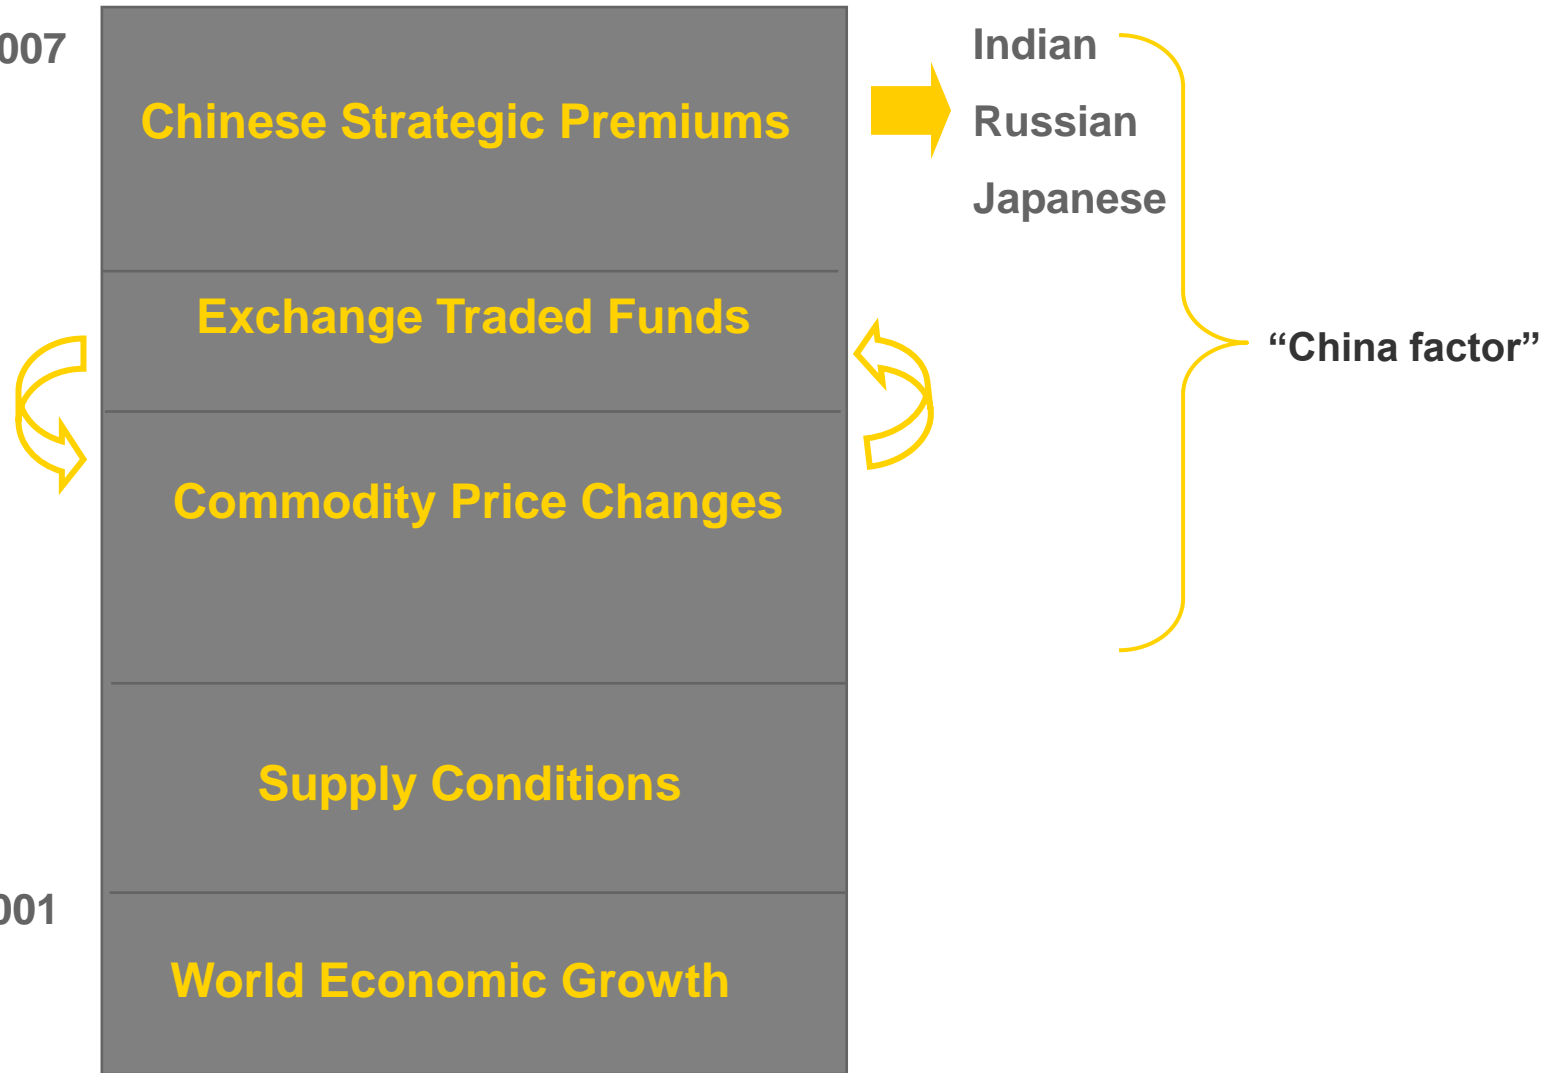 007
Chinese Strategic Premiums
Indian
Russian
Japanese
Exchange Traded Funds
“China factor”
Commodity Price Changes
Supply Conditions
001
World Economic Growth